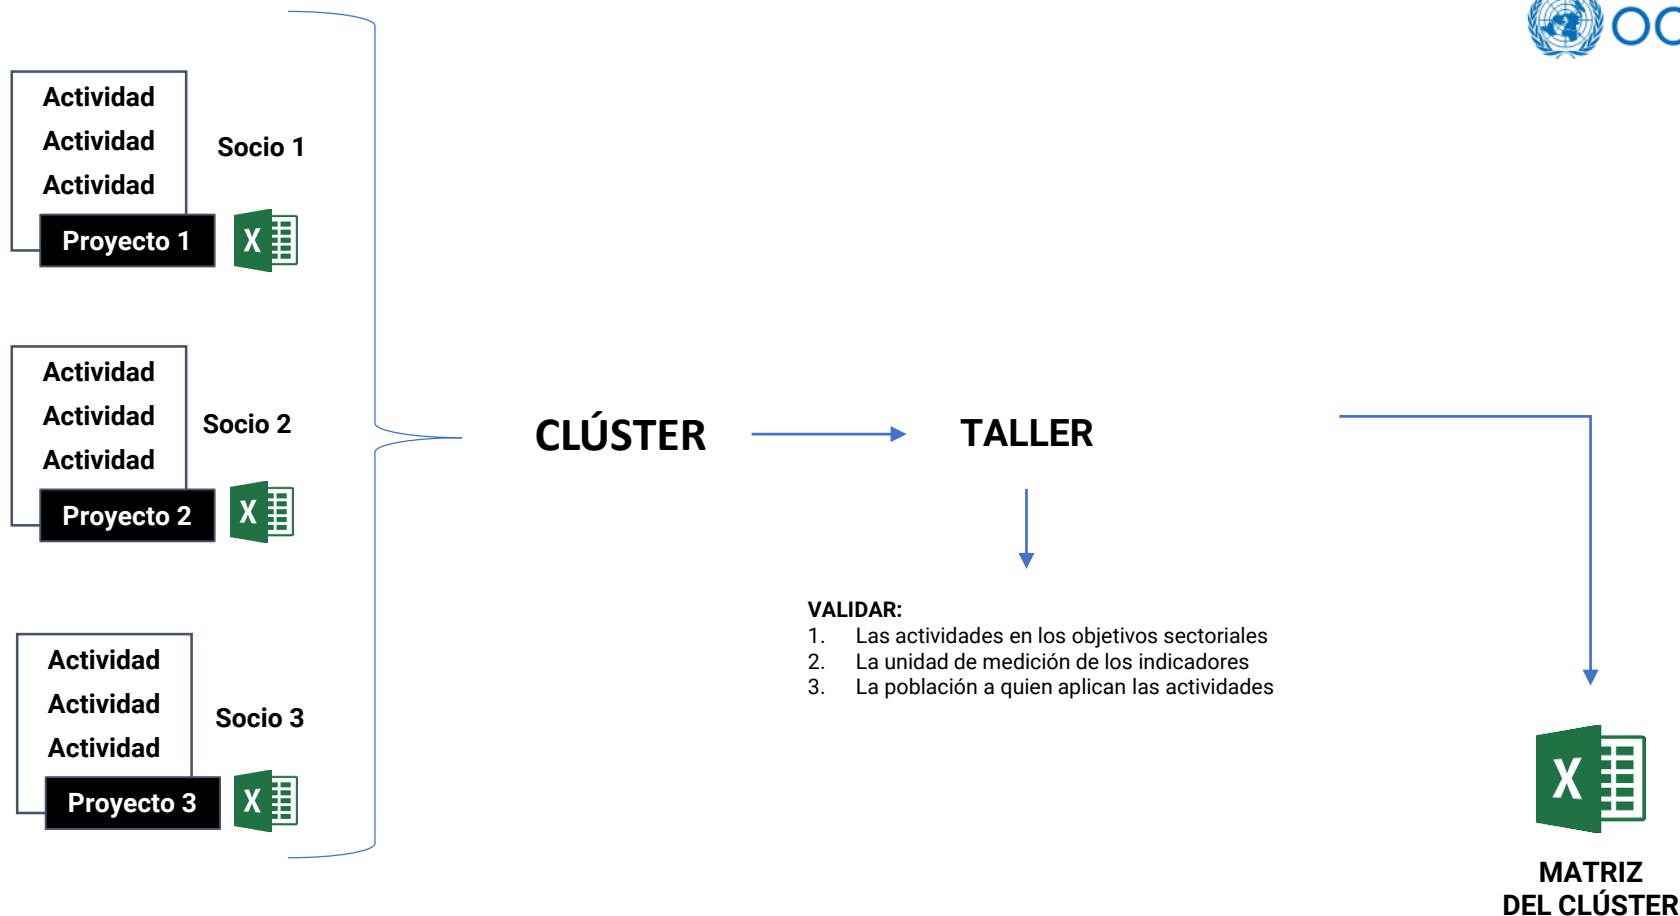 Actividad
Actividad
Actividad
Socio 1
Proyecto 1
X
Actividad
Actividad
Actividad
Socio 2
Proyecto 2
X
Actividad
Actividad
Actividad
Socio 3
Proyecto 3
X
CLÚSTER
TALLER
VALIDAR:
1. Las actividades en los objetivos sectoriales
2. La unidad de medición de los indicadores
3. La población a quien aplican las actividades
X
MATRIZ
DEL CLÚSTER